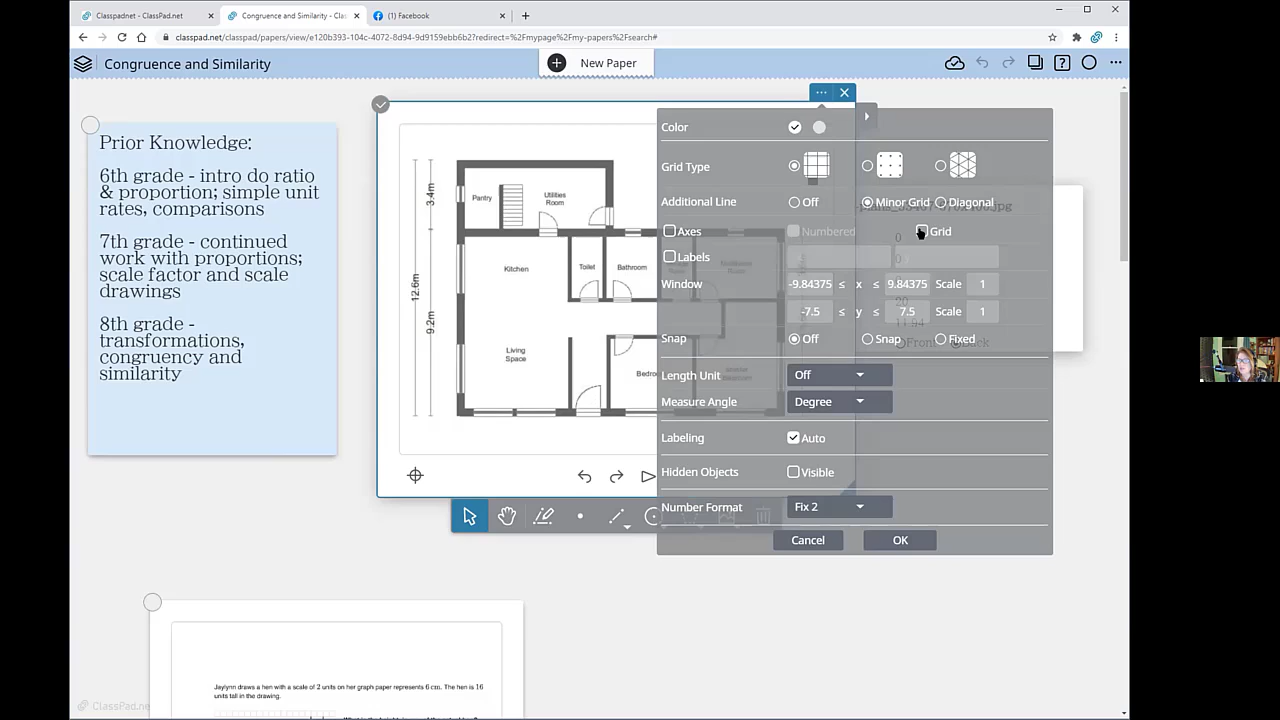 Classpadnet - ClassPad.net
Congruence and Similarity - Clas
(1) Facebook
classpad.net/classpad/papers/view/e120b393-104c-4072-8d94-9d9159ebb6b2?redirect=%2Fmypage%2Fmy-papers%2Fsearch#
Congruence and Similarity
New Paper
Prior Knowledge:
6th grade - intro do ratio
& proportion; simple unit
rates, comparisons
7th grade - continued
work with proportions;
scale factor and scale
drawings
8th grade -
transformations,
congruency and
similarity
3.4m
12.6m
9.2m
Pantry
Utilities
Room
Kitchen
Toilet
Bathroom
Living
Space
Color
Grid Type
Additional Line
Off
Minor Grid
Diagonal
Axes
Numbered
Grid
Labels
Window
-9.84375 ≤ x ≤ 9.84375 Scale 1
-7.5 ≤ y ≤ 7.5 Scale 1
Snap
Off
Snap
Fixed
Length Unit
Off
Measure Angle
Degree
Labeling
Auto
Hidden Objects
Visible
Number Format
Fix 2
Cancel
OK
Jaylynn draws a hen with a scale of 2 units on her graph paper represents 6 cm. The hen is 16
units tall in the drawing.
ClassPad.ne